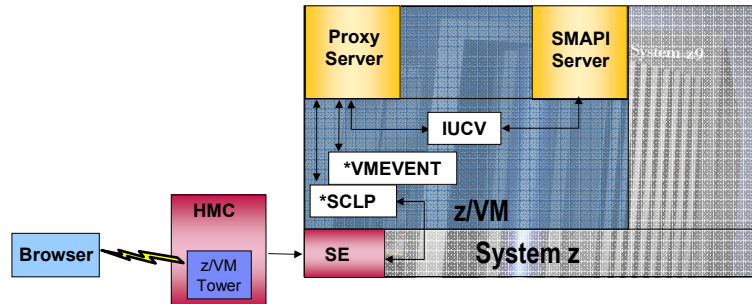 Proxy
Server
SMAPI
Server
System z9
IUCV
*VMEVENT
*SCLP
z/VM
HMC
Browser
z/VM
Tower
SE
System z